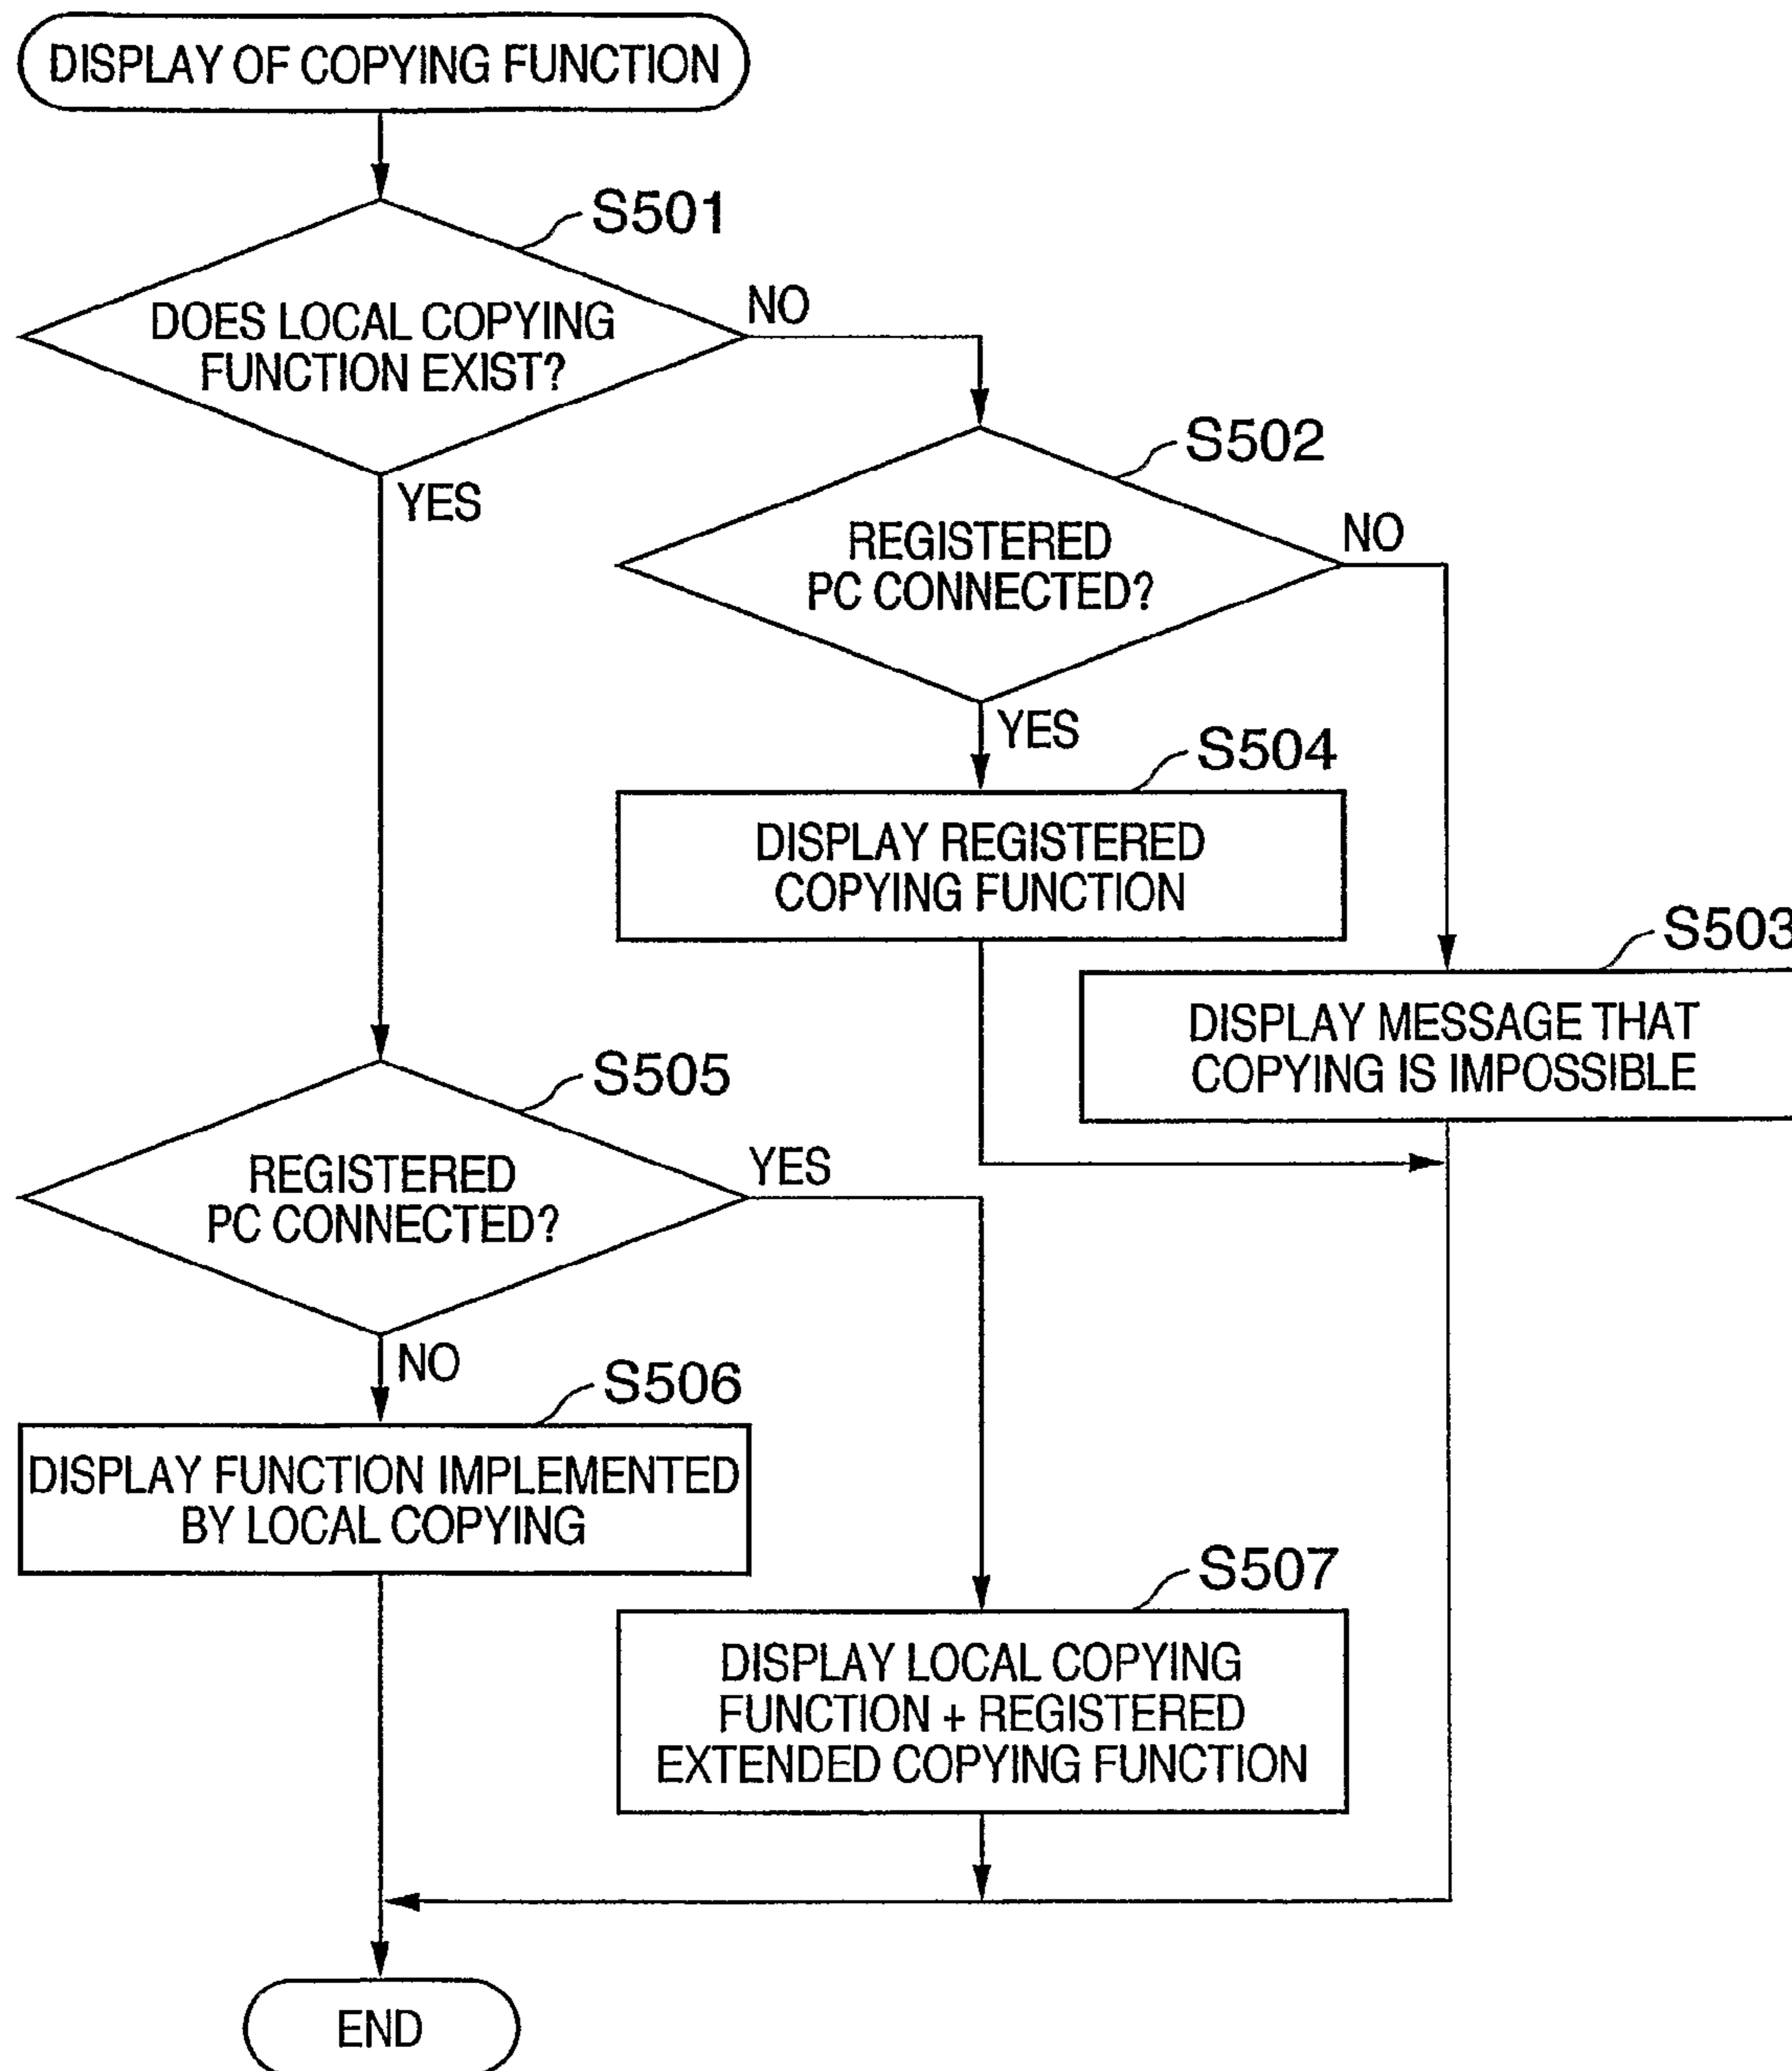 DISPLAY OF COPYING FUNCTION
S501
DOES LOCAL COPYING
FUNCTION EXIST?
NO
YES
S502
REGISTERED
PC CONNECTED?
NO
YES
S504
DISPLAY REGISTERED
COPYING FUNCTION
S503
DISPLAY MESSAGE THAT
COPYING IS IMPOSSIBLE
S505
REGISTERED
PC CONNECTED?
YES
NO
S506
DISPLAY FUNCTION IMPLEMENTED
BY LOCAL COPYING
S507
DISPLAY LOCAL COPYING
FUNCTION + REGISTERED
EXTENDED COPYING FUNCTION
END